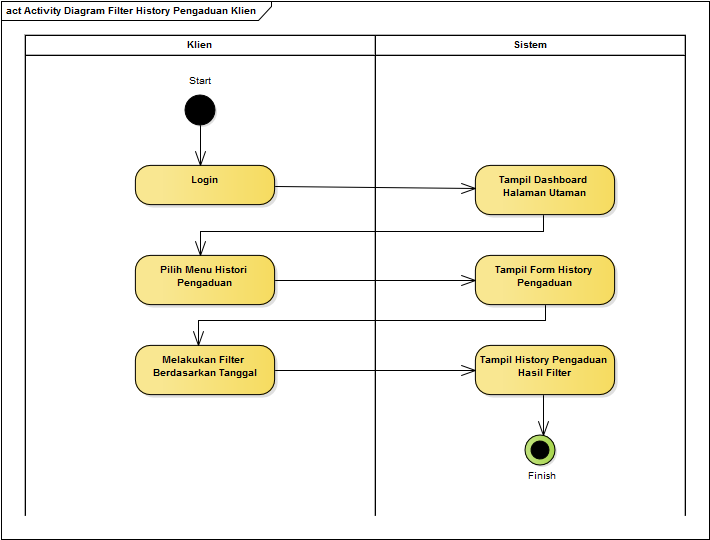 act Activity Diagram Filter History Pengaduan Klien
Klien
Sistem
Start
Login
Tampil Dashboard
Halaman Utaman
Pilih Menu Histori
Pengaduan
Tampil Form History
Pengaduan
Melakukan Filter
Berdasarkan Tanggal
Tampil History Pengaduan
Hasil Filter
Finish